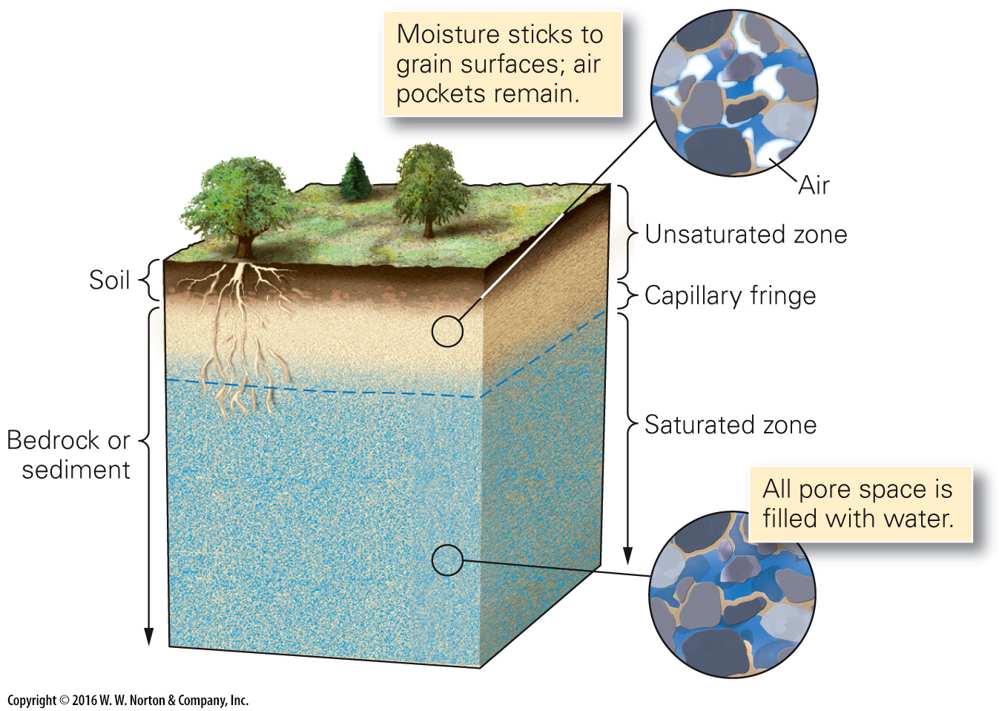 Moisture sticks to
grain surfaces; air
pockets remain.
Air
Unsaturated zone
Soil
Capillary fringe
Saturated zone
Bedrock or
sediment
All pore space is
filled with water.
Copyright © 2016 W. W. Norton & Company, Inc.